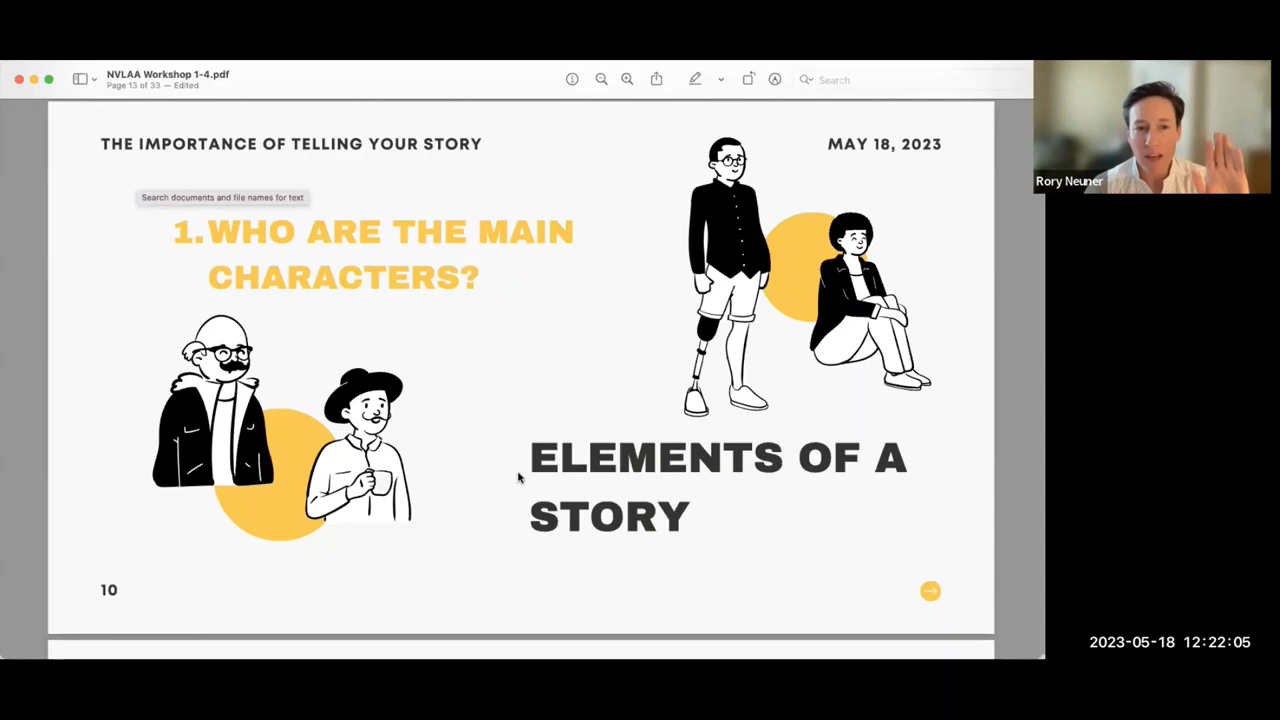 NVLAA Workshop 1-4.pdf
Page 13 of 33 — Edited
Search
THE IMPORTANCE OF TELLING YOUR STORY
MAY 18, 2023
Search documents and file names for text
1. WHO ARE THE MAIN
CHARACTERS?
ELEMENTS OF A
STORY
10
Rory Neuner
2023-05-18 12:22:05